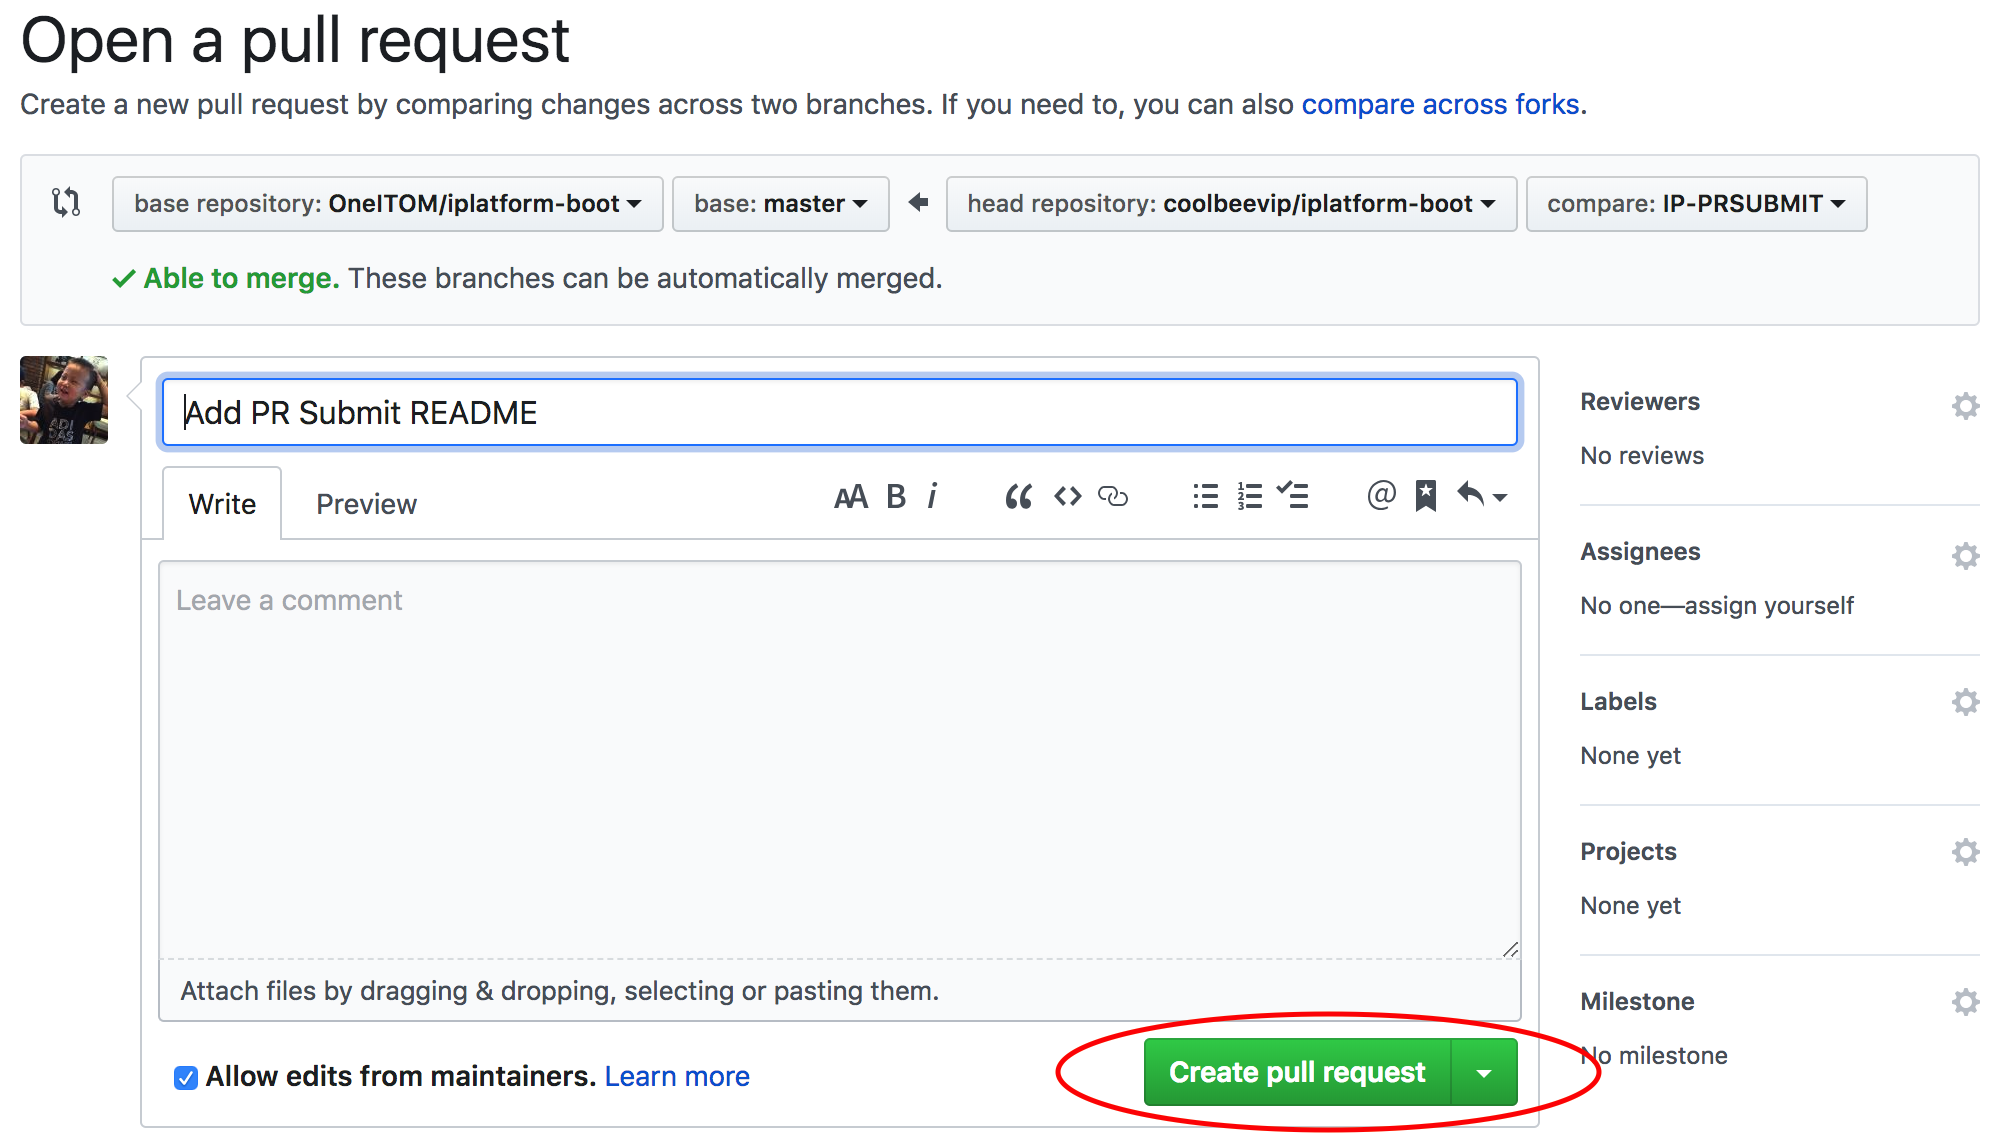 Open a pull request
Create a new pull request by comparing changes across two branches. If you need to, you can also compare across forks.
base repository: OneITOM/iplatform-boot base: master head repository: coolbeevip/iplatform-boot compare: IP-PRSUBMIT
Able to merge. These branches can be automatically merged.
ADI
DAS
Add PR Submit README
Write Preview
AA B i
Leave a comment
Attach files by dragging & dropping, selecting or pasting them.
Allow edits from maintainers. Learn more
Create pull request
Reviewers
No reviews
Assignees
No one—assign yourself
Labels
None yet
Projects
None yet
Milestone
No milestone